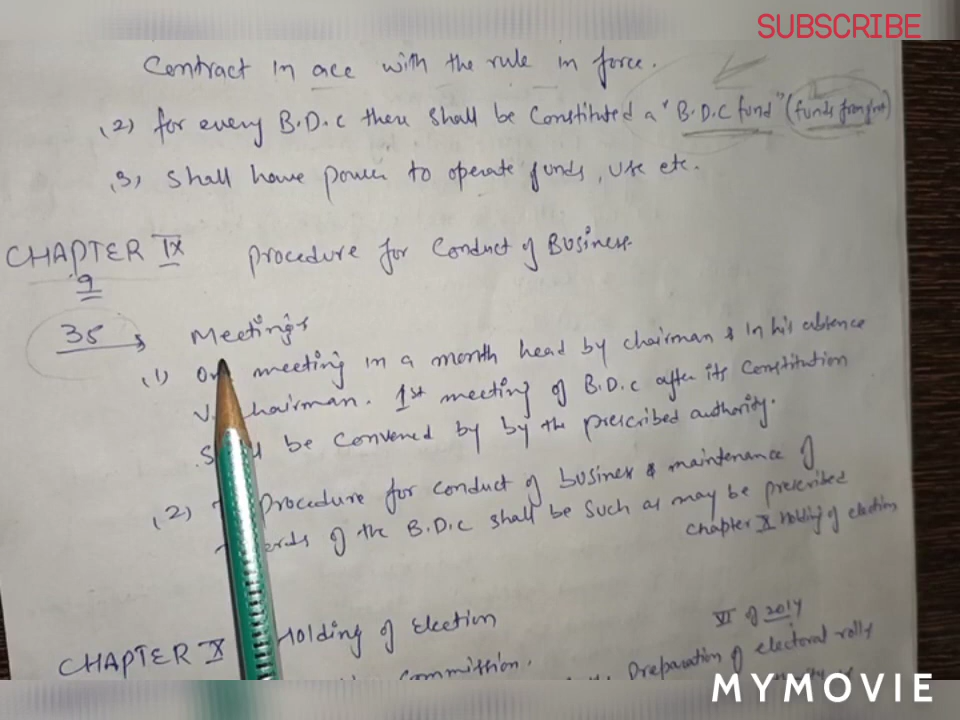 SUBSCRIBE
Contract in acc with the rule in force.
(2) for every B.D.C there shall be Constituted a "B.D.C fund" (funds from
(3) shall have power to operate funds, use etc.
CHAPTER IX Procedure for Conduct of Business
9
35 Meetings
(1) meeting in a month head by chairman & in his absence
V. chairman. 1st meeting of B.D.C after its Constitution
be convened by by the prescribed authority.
(2) procedure for conduct of business & maintenance of
of the B.D.C shall be such as may be prescribed
Chapter X Holding of election
CHAPTER X Holding of Election
VI of 2014
commission. Preparation of electoral rolls
MYMOVIE